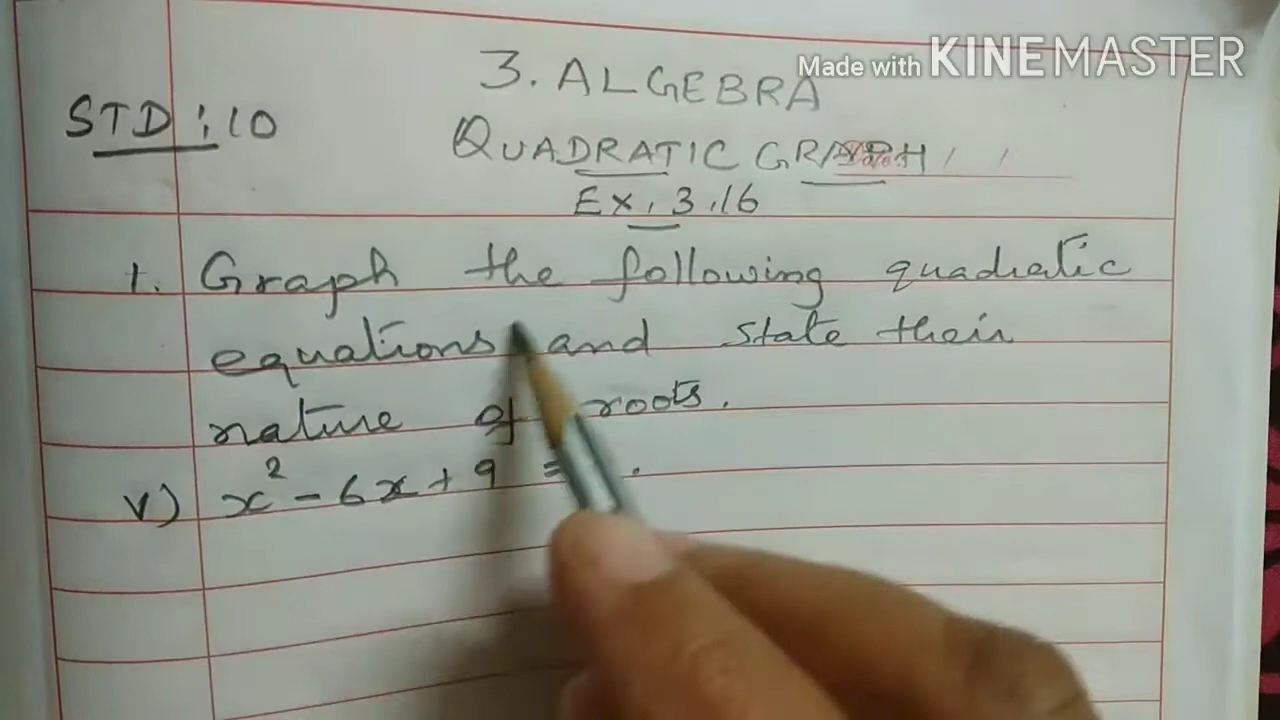 Made with KINEMASTER
3. ALGEBRA
STD : 10
QUADRATIC GRAPH
Ex. 3.16
1. Graph the following quadratic
equations and state their
nature of roots.
v) x² - 6x + 9 =